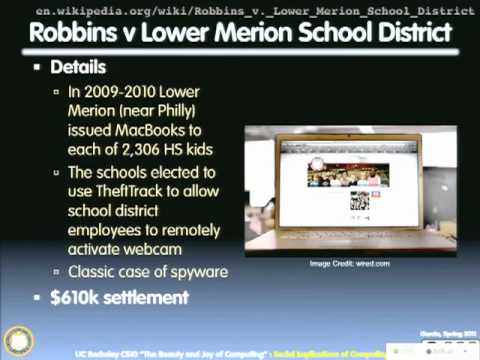 en.wikipedia.org/wiki/Robbins_v._Lower_Merion_School_District
Robbins v Lower Merion School District
Details
In 2009-2010 Lower
Merion (near Philly)
issued MacBooks to
each of 2,306 HS kids
The schools elected to
use TheftTrack to allow
school district
employees to remotely
activate webcam
Classic case of spyware
$610k settlement
Image Credit: wired.com
Garcia, Spring
UC Berkeley CS10 "The Beauty and Joy of Computing" : Social Implications of Computing